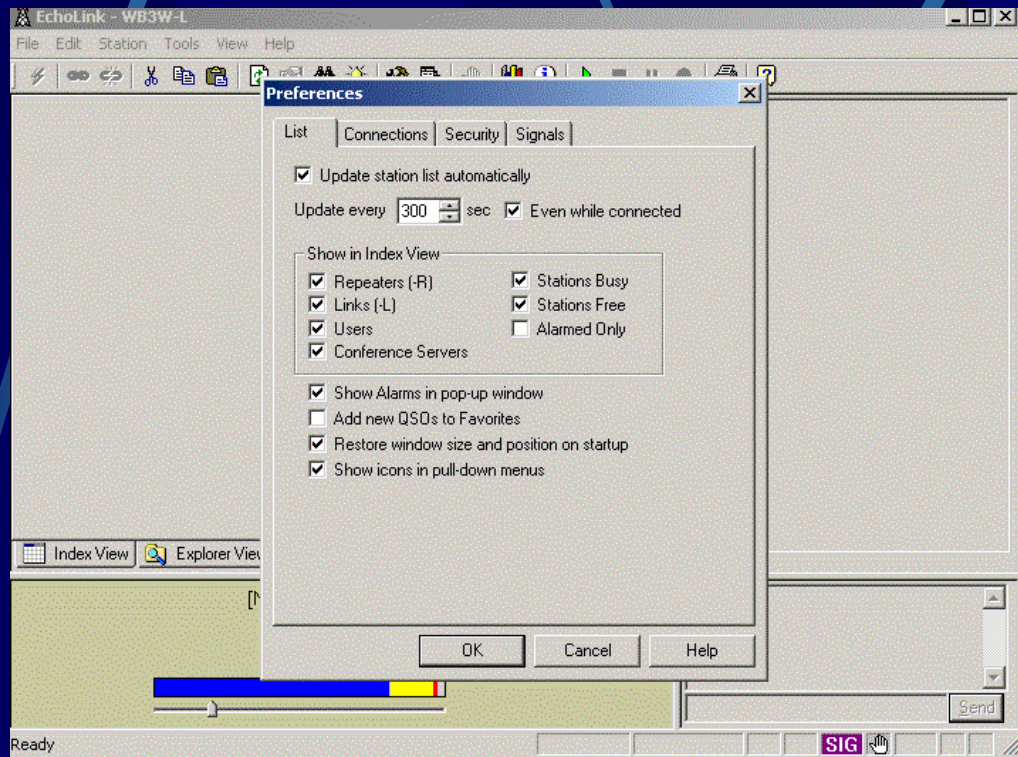 EchoLink - WB3W-L
File Edit Station Tools View Help
Preferences
List Connections Security Signals
Update station list automatically
Update every 300 sec Even while connected
Show in Index View
Repeaters (-R) Stations Busy
Links (-L) Stations Free
Users Alarmed Only
Conference Servers
Show Alarms in pop-up window
Add new QSOs to Favorites
Restore window size and position on startup
Show icons in pull-down menus
Index View Explorer View
OK Cancel Help
Send
Ready SIG